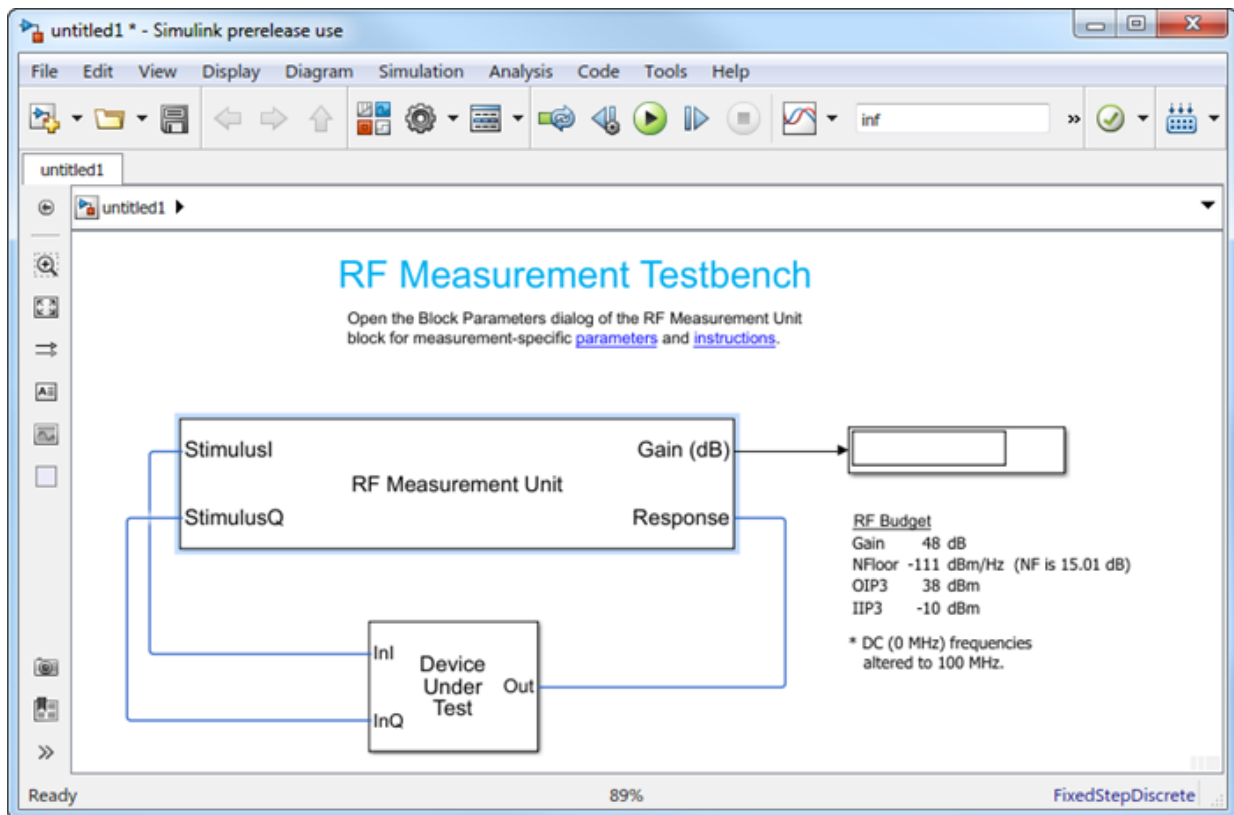 untitled1 * - Simulink prerelease use
File Edit View Display Diagram Simulation Analysis Code Tools Help
inf
untitled1
untitled1
RF Measurement Testbench
Open the Block Parameters dialog of the RF Measurement Unit
block for measurement-specific parameters and instructions.
StimulusI Gain (dB)
RF Measurement Unit
StimulusQ Response
RF Budget
Gain 48 dB
NFloor -111 dBm/Hz (NF is 15.01 dB)
OIP3 38 dBm
IIP3 -10 dBm
* DC (0 MHz) frequencies
altered to 100 MHz.
InI
Device
Under
Test
Out
InQ
Ready 89% FixedStepDiscrete